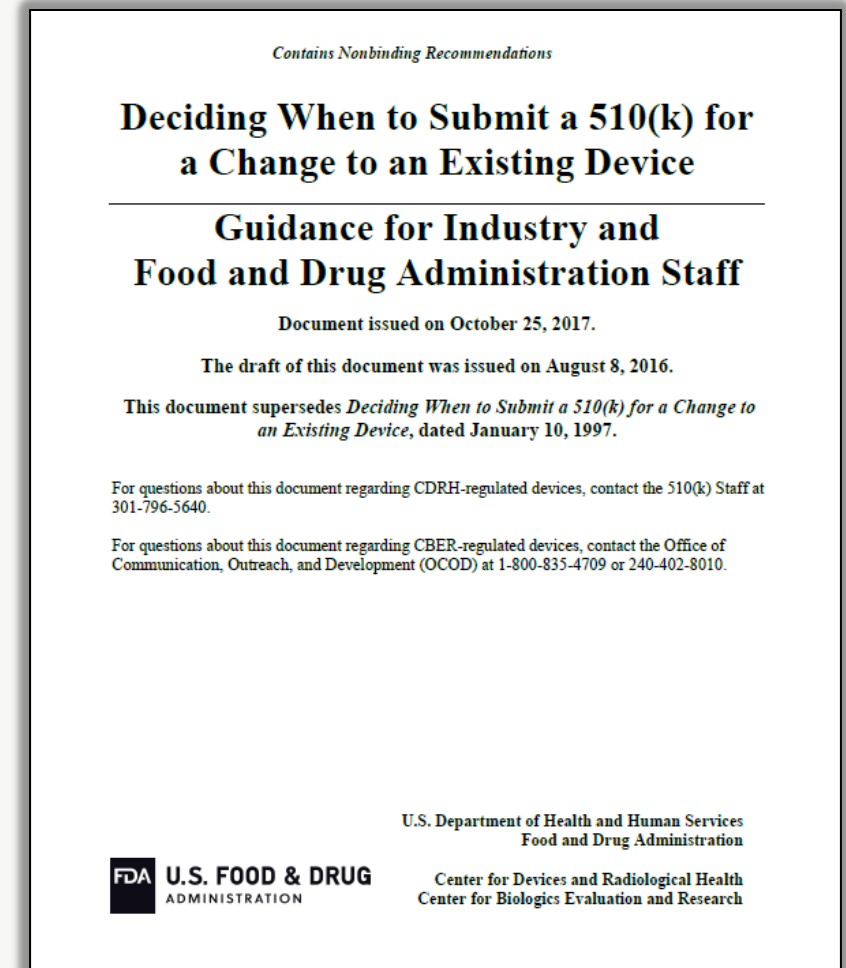 Contains Nonbinding Recommendations
Deciding When to Submit a 510(k) for
a Change to an Existing Device
Guidance for Industry and
Food and Drug Administration Staff
Document issued on October 25, 2017.
The draft of this document was issued on August 8, 2016.
This document supersedes Deciding When to Submit a 510(k) for a Change to
an Existing Device, dated January 10, 1997.
For questions about this document regarding CDRH-regulated devices, contact the 510(k) Staff at
301-796-5640.
For questions about this document regarding CBER-regulated devices, contact the Office of
Communication, Outreach, and Development (OCOD) at 1-800-835-4709 or 240-402-8010.
U.S. Department of Health and Human Services
Food and Drug Administration
FDA U.S. FOOD & DRUG
ADMINISTRATION
Center for Devices and Radiological Health
Center for Biologics Evaluation and Research